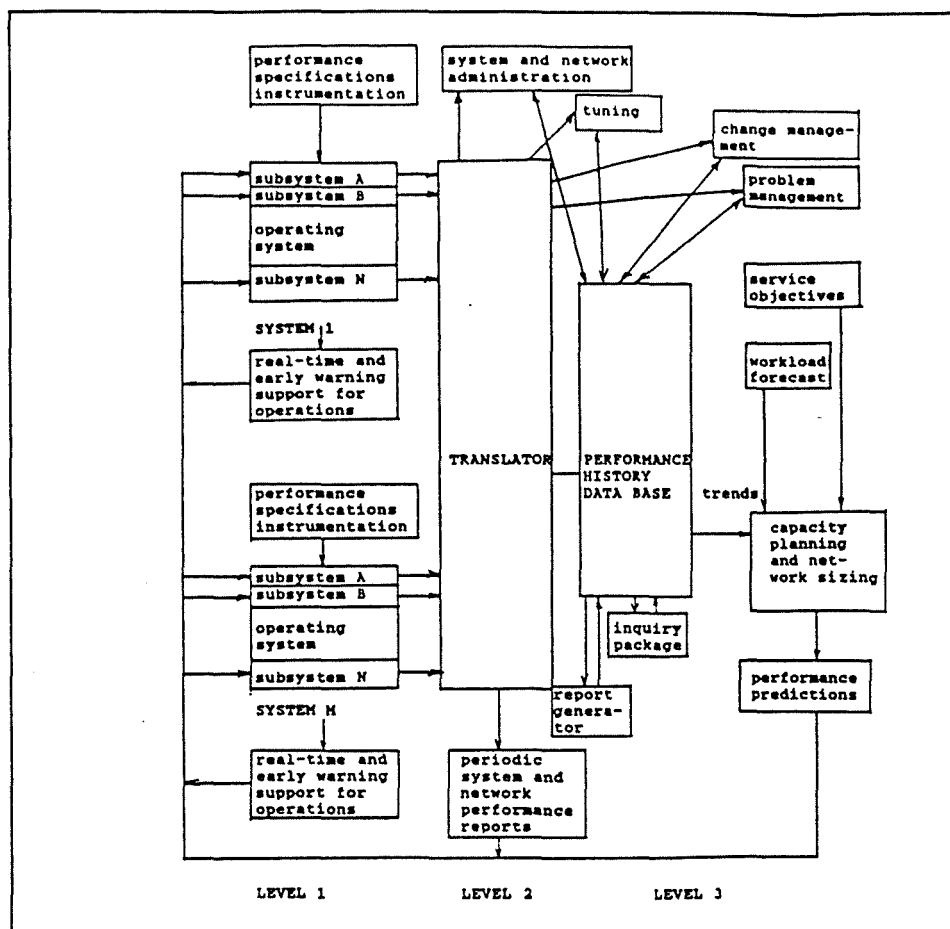 performance
specifications
instrumentation
system and network
administration
tuning
change manage-
ment
problem
management
subsystem A
subsystem B
operating
system
subsystem N
service
objectives
SYSTEM 1
real-time and
early warning
support for
operations
workload
forecast
TRANSLATOR
PERFORMANCE
HISTORY
DATA BASE
trends
performance
specifications
instrumentation
capacity
planning
and net-
work sizing
subsystem A
subsystem B
operating
system
subsystem N
inquiry
package
report
genera-
tor
performance
predictions
SYSTEM M
real-time and
early warning
support for
operations
periodic
system and
network
performance
reports
LEVEL 1
LEVEL 2
LEVEL 3